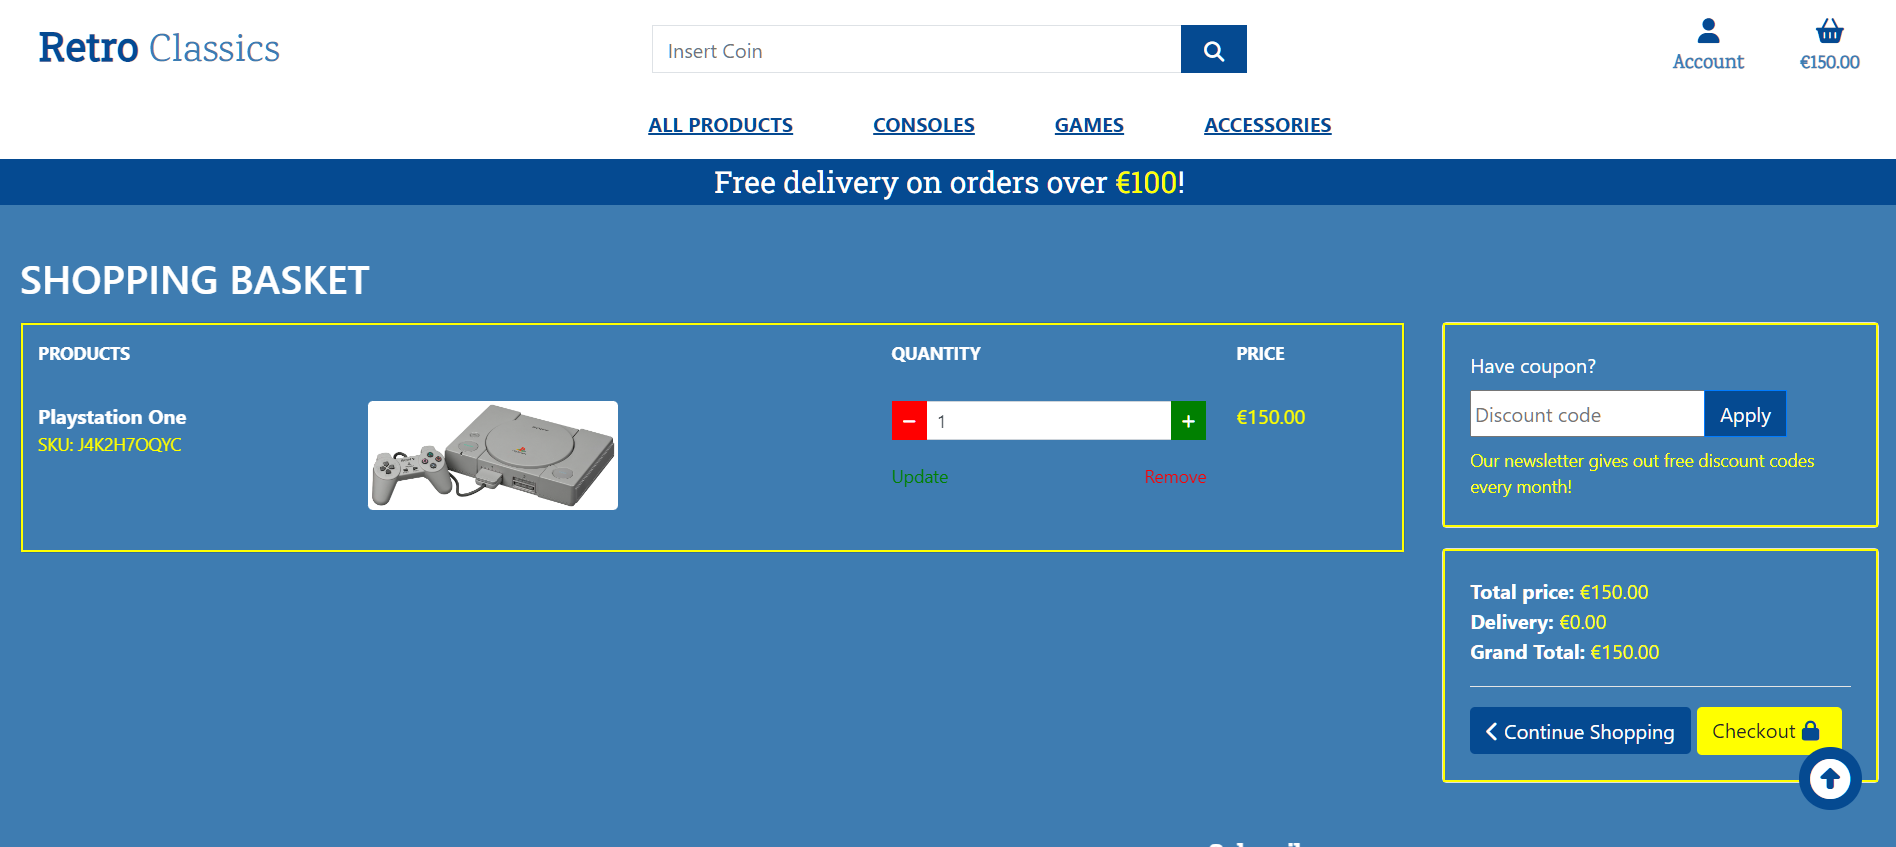 Retro Classics
Insert Coin
Account
€150.00
ALL PRODUCTS
CONSOLES
GAMES
ACCESSORIES
Free delivery on orders over €100!
SHOPPING BASKET
PRODUCTS
QUANTITY
PRICE
Playstation One
SKU: J4K2H7OQYC
1
€150.00
Update
Remove
Have coupon?
Discount code
Apply
Our newsletter gives out free discount codes
every month!
Total price: €150.00
Delivery: €0.00
Grand Total: €150.00
Continue Shopping
Checkout